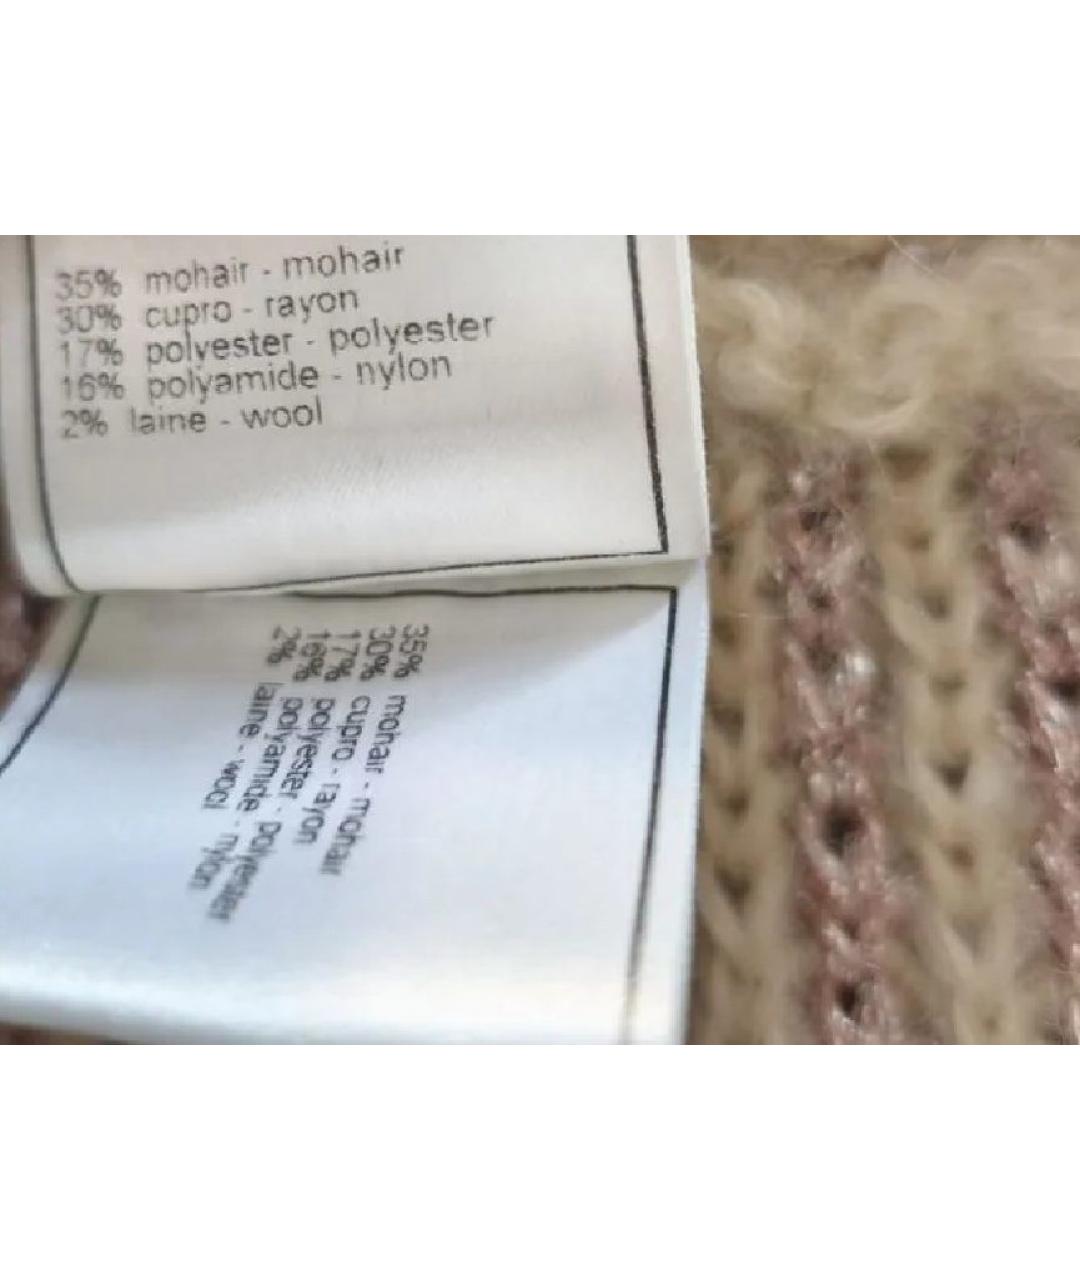 35% mohair - mohair
30% cupro - rayon
17% polyester - polyester
16% polyamide - nylon
2% laine - wool
35% mohair - mohair
30% cupro - rayon
17% polyester - polyester
16% polyamide - nylon
2% laine - wool